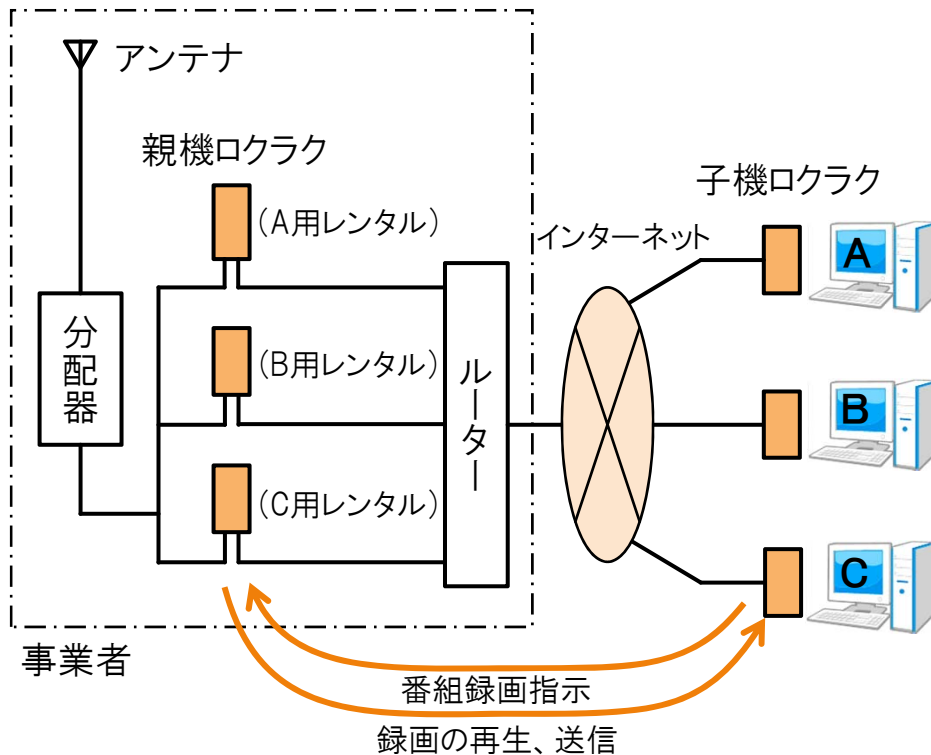 アンテナ
親機ロクラク
子機ロクラク
(A用レンタル)
インターネット
A
分配器
(B用レンタル)
ルーター
B
(C用レンタル)
C
事業者
番組録画指示
録画の再生、送信